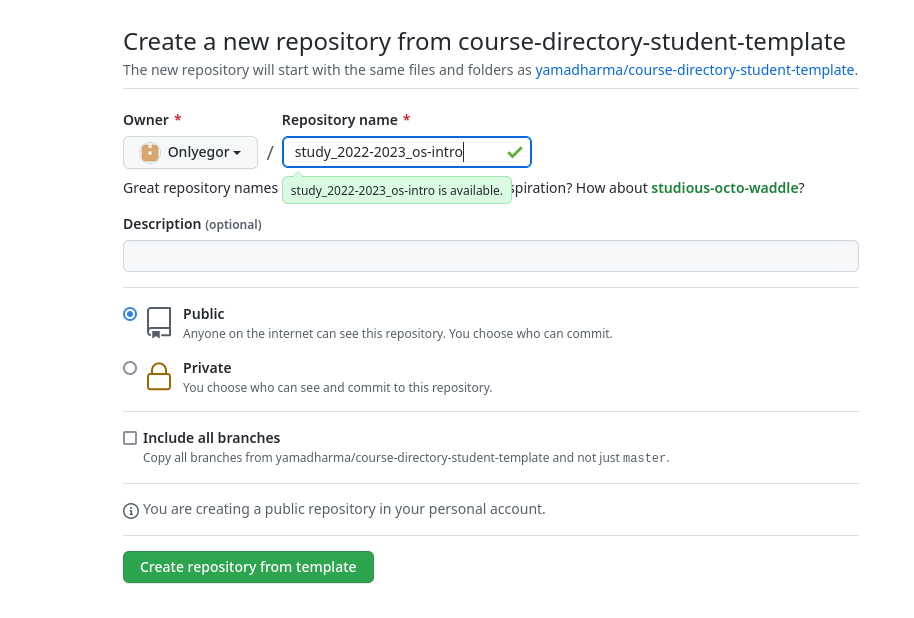 Create a new repository from course-directory-student-template
The new repository will start with the same files and folders as yamadharma/course-directory-student-template.
Owner * Repository name *
Onlyegor / study_2022-2023_os-intro
Great repository names spiration? How about studious-octo-waddle?
study_2022-2023_os-intro is available.
Description (optional)
Public
Anyone on the internet can see this repository. You choose who can commit.
Private
You choose who can see and commit to this repository.
Include all branches
Copy all branches from yamadharma/course-directory-student-template and not just master.
You are creating a public repository in your personal account.
Create repository from template